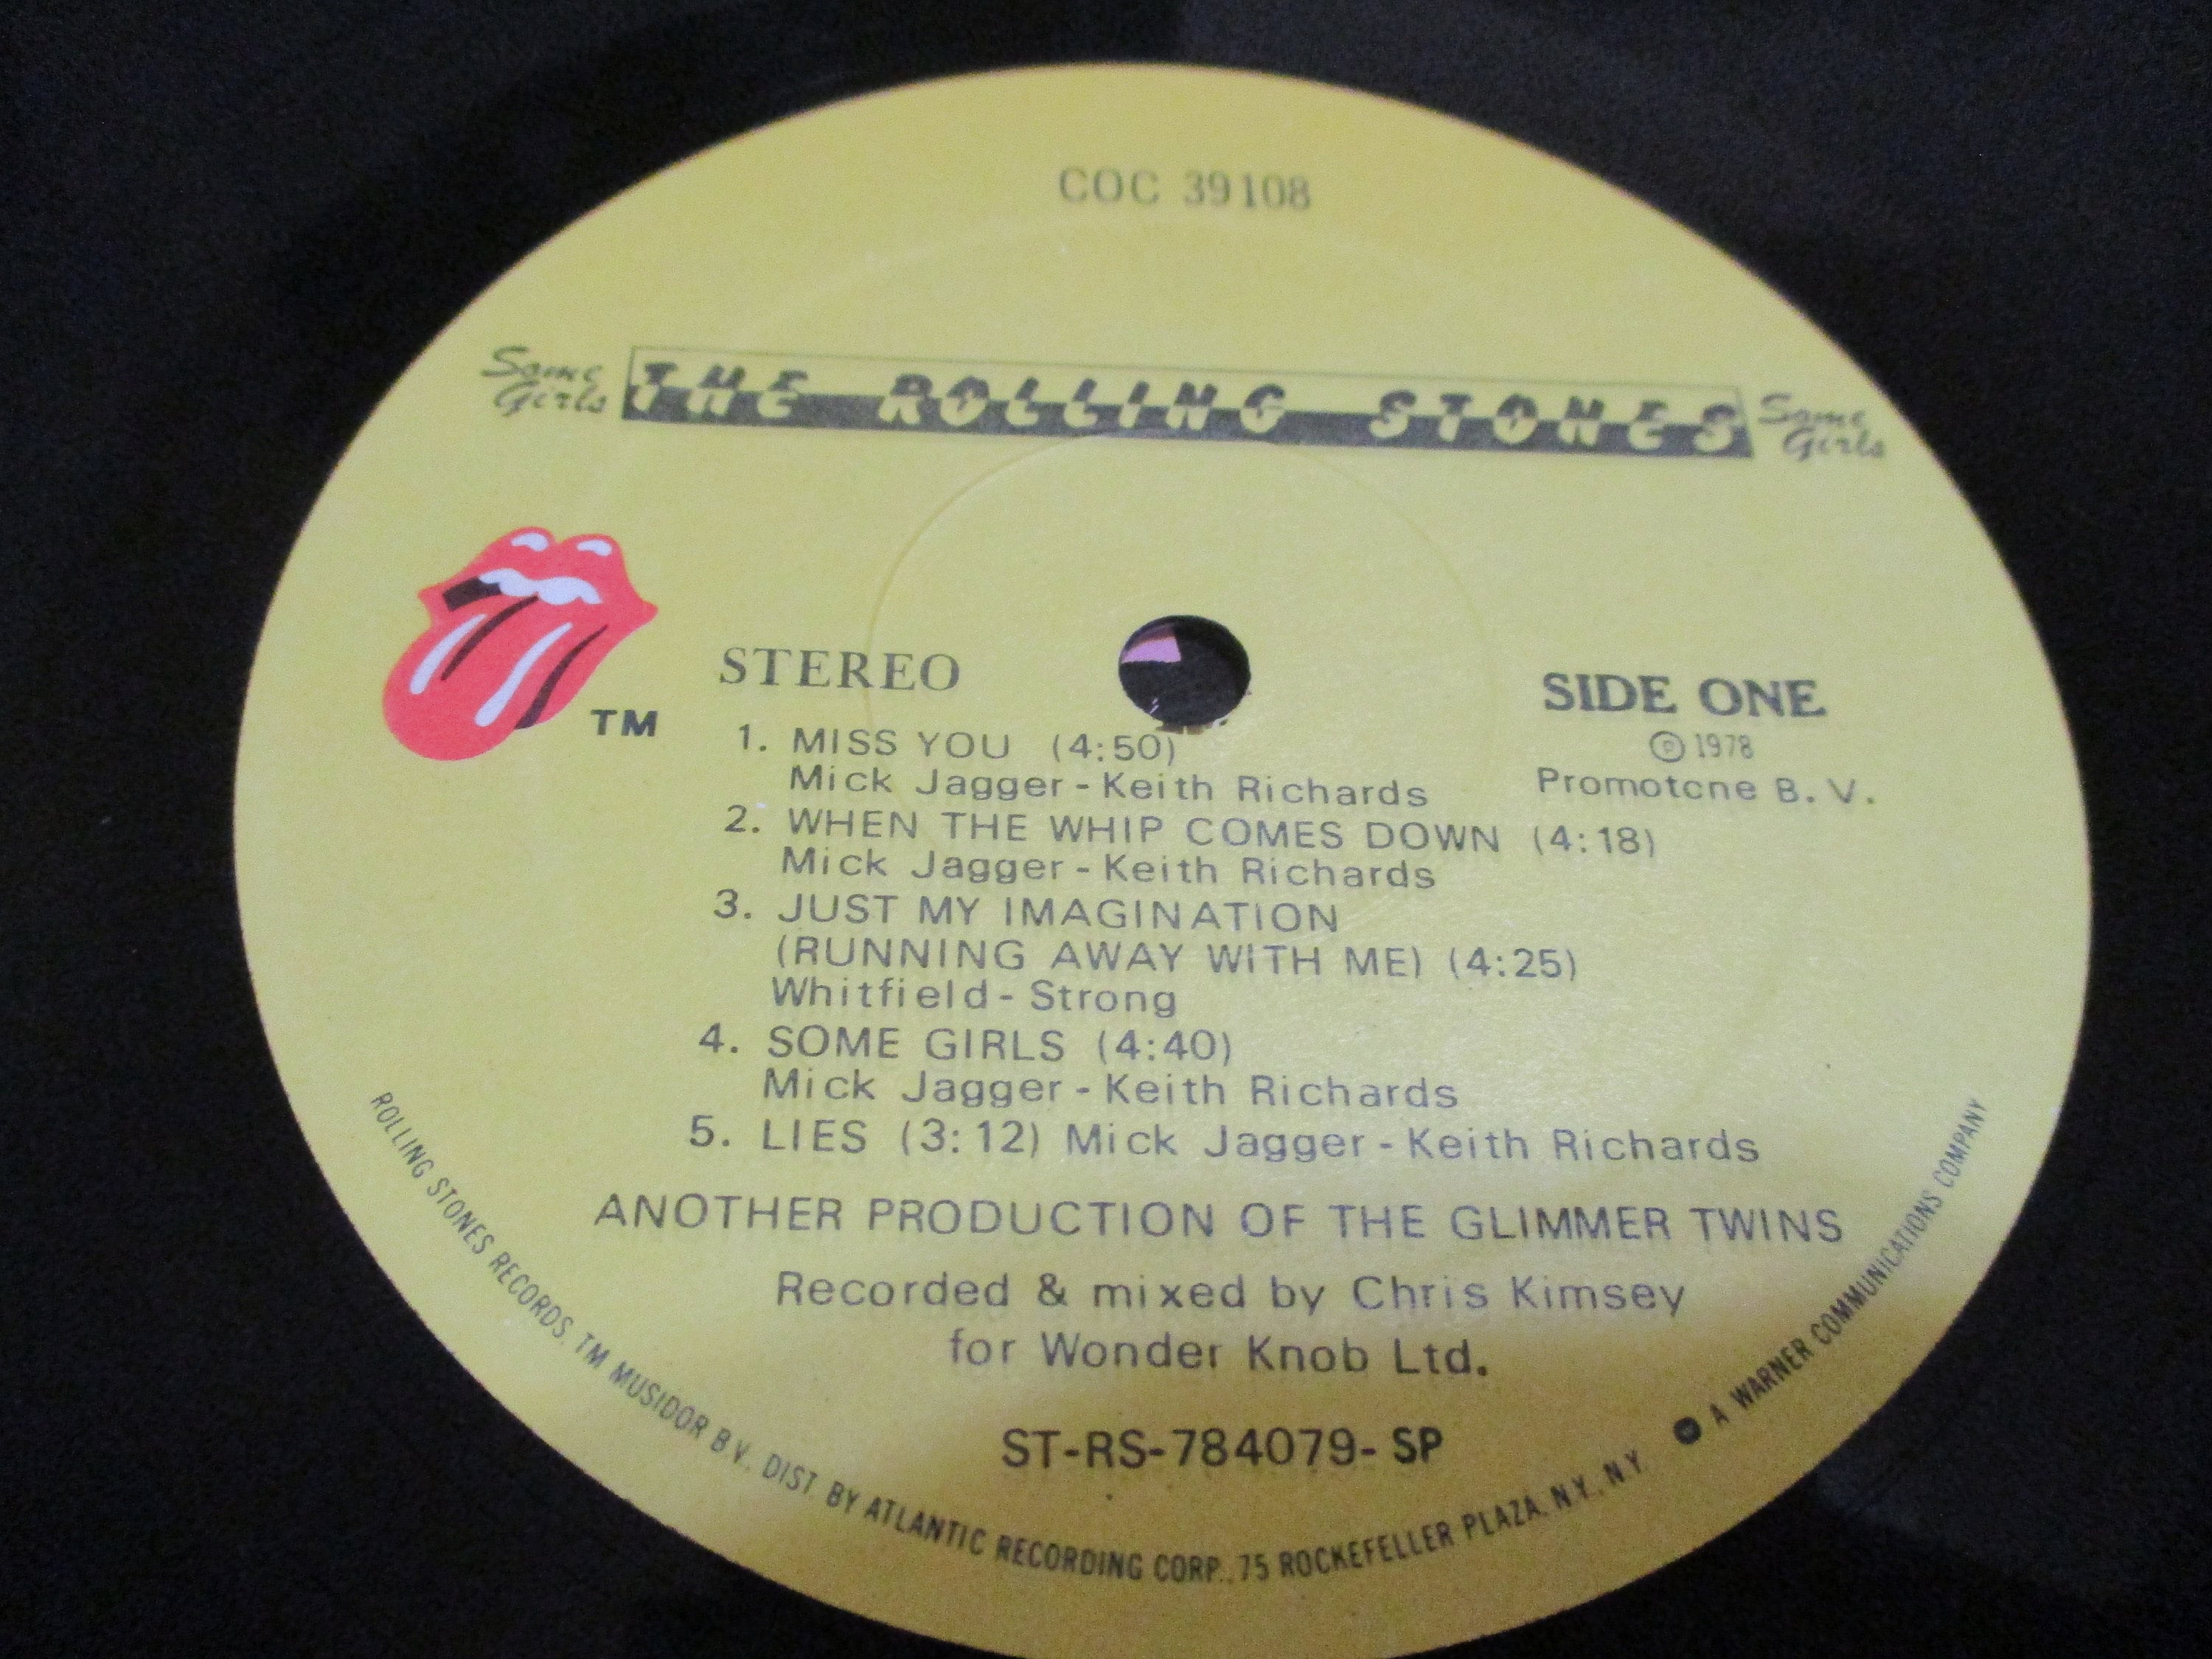 COC 39108
Some Girls THE ROLLING STONES Some Girls
TM
STEREO
SIDE ONE
Ⓟ 1978
Promotone B. V.
1. MISS YOU (4:50)
Mick Jagger - Keith Richards
2. WHEN THE WHIP COMES DOWN (4:18)
Mick Jagger - Keith Richards
3. JUST MY IMAGINATION
(RUNNING AWAY WITH ME) (4:25)
Whitfield - Strong
4. SOME GIRLS (4:40)
Mick Jagger - Keith Richards
5. LIES (3:12) Mick Jagger - Keith Richards
ANOTHER PRODUCTION OF THE GLIMMER TWINS
Recorded & mixed by Chris Kimsey
for Wonder Knob Ltd.
ST-RS-784079-SP
ROLLING STONES RECORDS. TM MUSIDOR B.V. DIST. BY ATLANTIC RECORDING CORP., 75 ROCKEFELLER PLAZA, N.Y., N.Y. A WARNER COMMUNICATIONS COMPANY